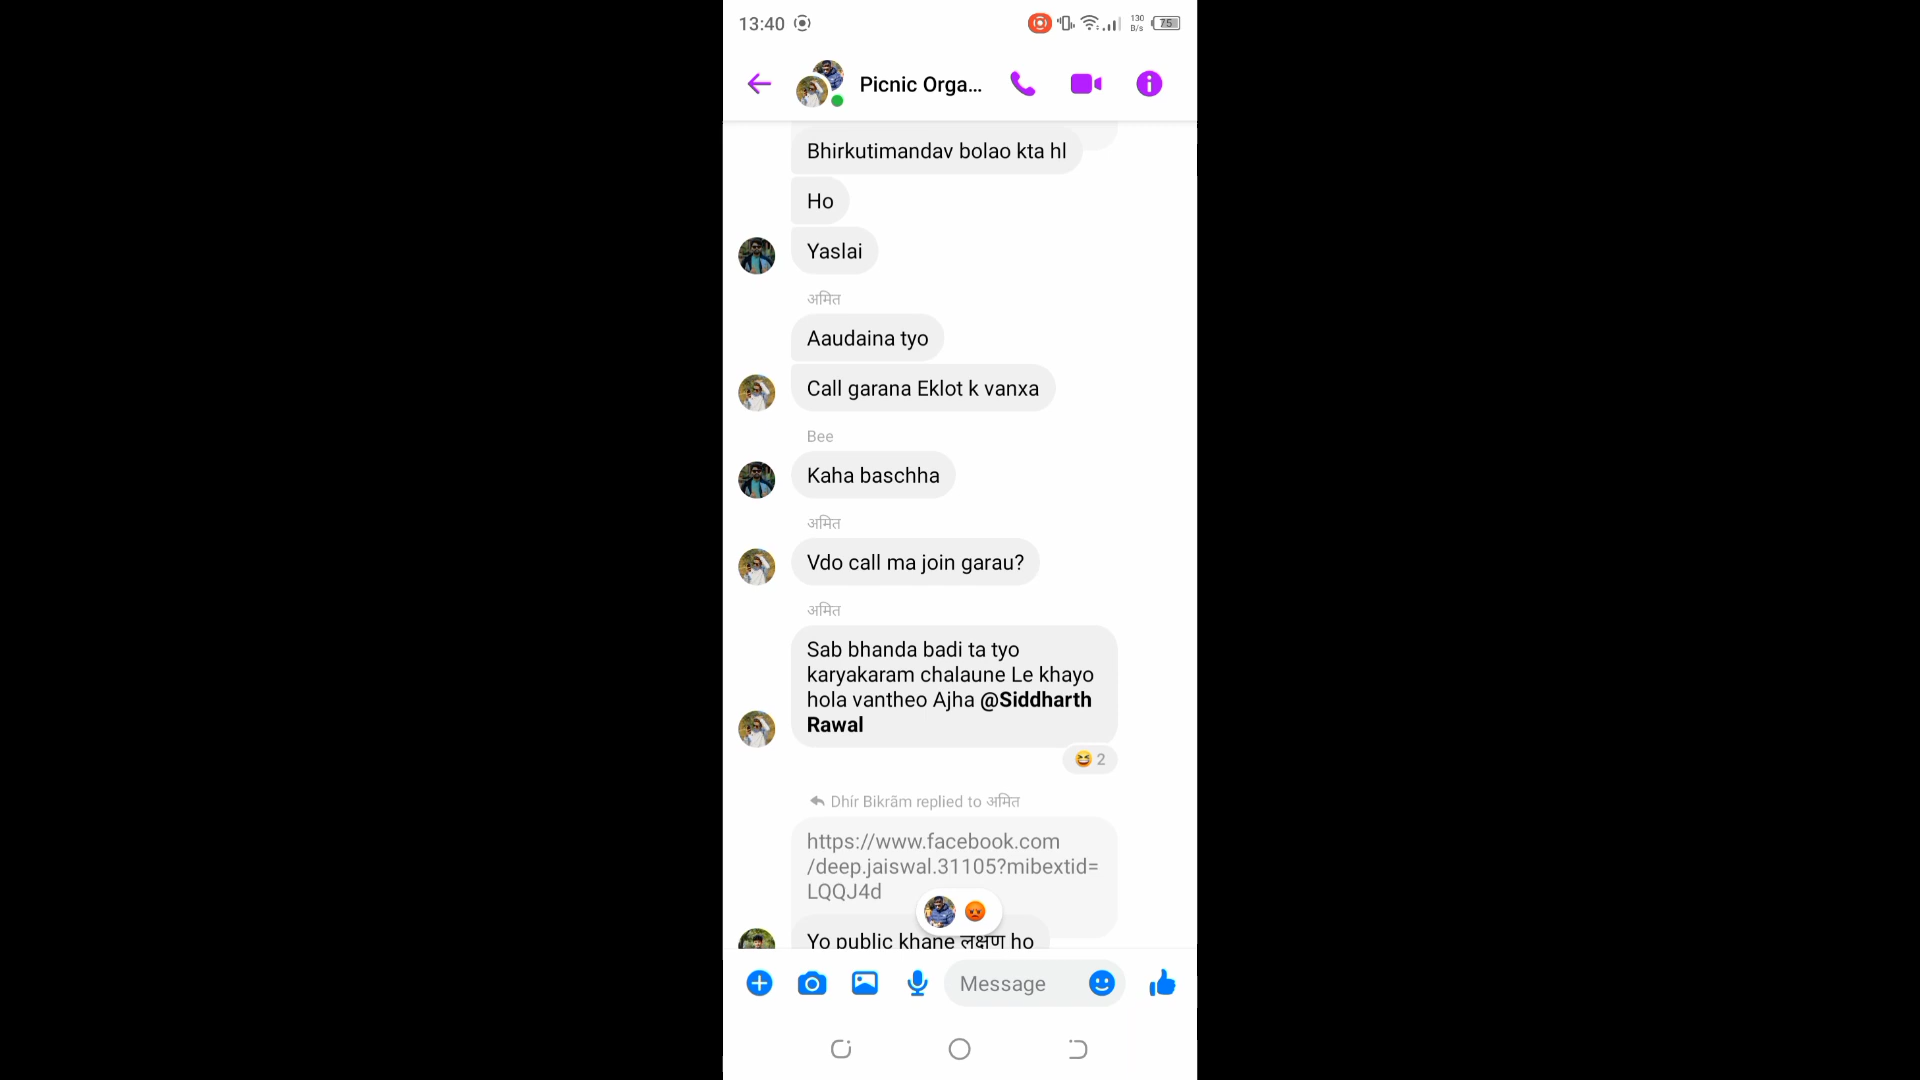 13:40
130
B/s
75
Picnic Orga...
Bhirkutimandav bolao kta hl
Ho
Yaslai
अमित
Aaudaina tyo
Call garana Eklot k vanxa
Bee
Kaha baschha
अमित
Vdo call ma join garau?
अमित
Sab bhanda badi ta tyo
karyakaram chalaune Le khayo
hola vantheo Ajha @Siddharth
Rawal
2
Dhír Bikrãm replied to अमित
https://www.facebook.com
/deep.jaiswal.31105?mibextid=
LQQJ4d
Yo public khane लक्षण ho
Message